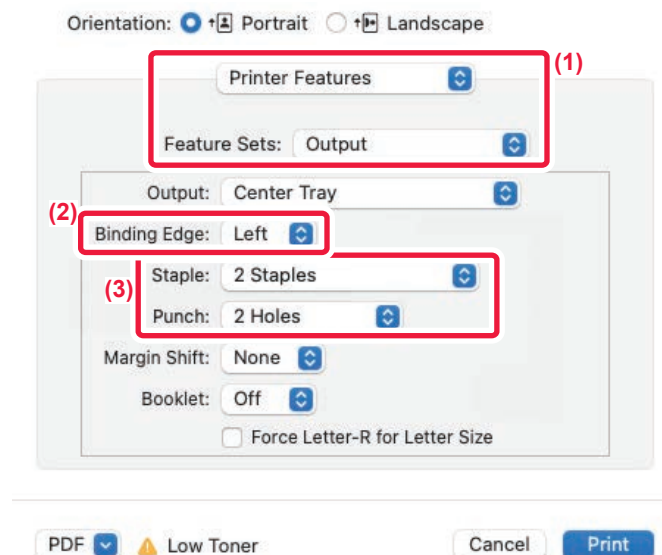 Orientation: Portrait Landscape
(1)
Printer Features
Feature Sets: Output
Output: Center Tray
(2)
Binding Edge: Left
(3)
Staple: 2 Staples
Punch: 2 Holes
Margin Shift: None
Booklet: Off
Force Letter-R for Letter Size
PDF Low Toner Cancel Print